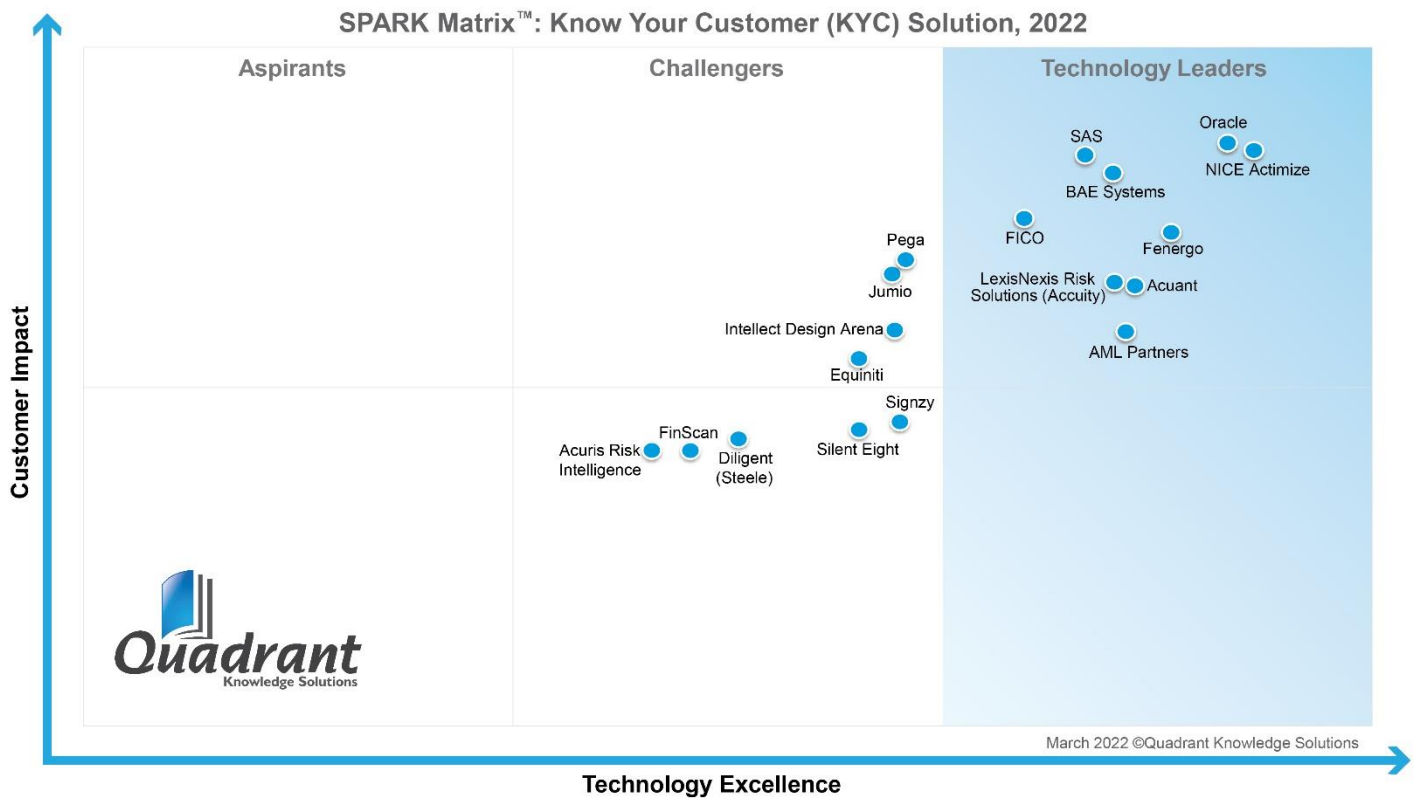 SPARK Matrix™: Know Your Customer (KYC) Solution, 2022
Aspirants
Challengers
Technology Leaders
Oracle
SAS
NICE Actimize
BAE Systems
FICO
Pega
Fenergo
Jumio
LexisNexis Risk
Solutions (Accuity)
Acuant
Intellect Design Arena
AML Partners
Equiniti
Signzy
FinScan
Silent Eight
Acuris Risk
Intelligence
Diligent
(Steele)
Customer Impact
Quadrant
Knowledge Solutions
March 2022 ©Quadrant Knowledge Solutions
Technology Excellence